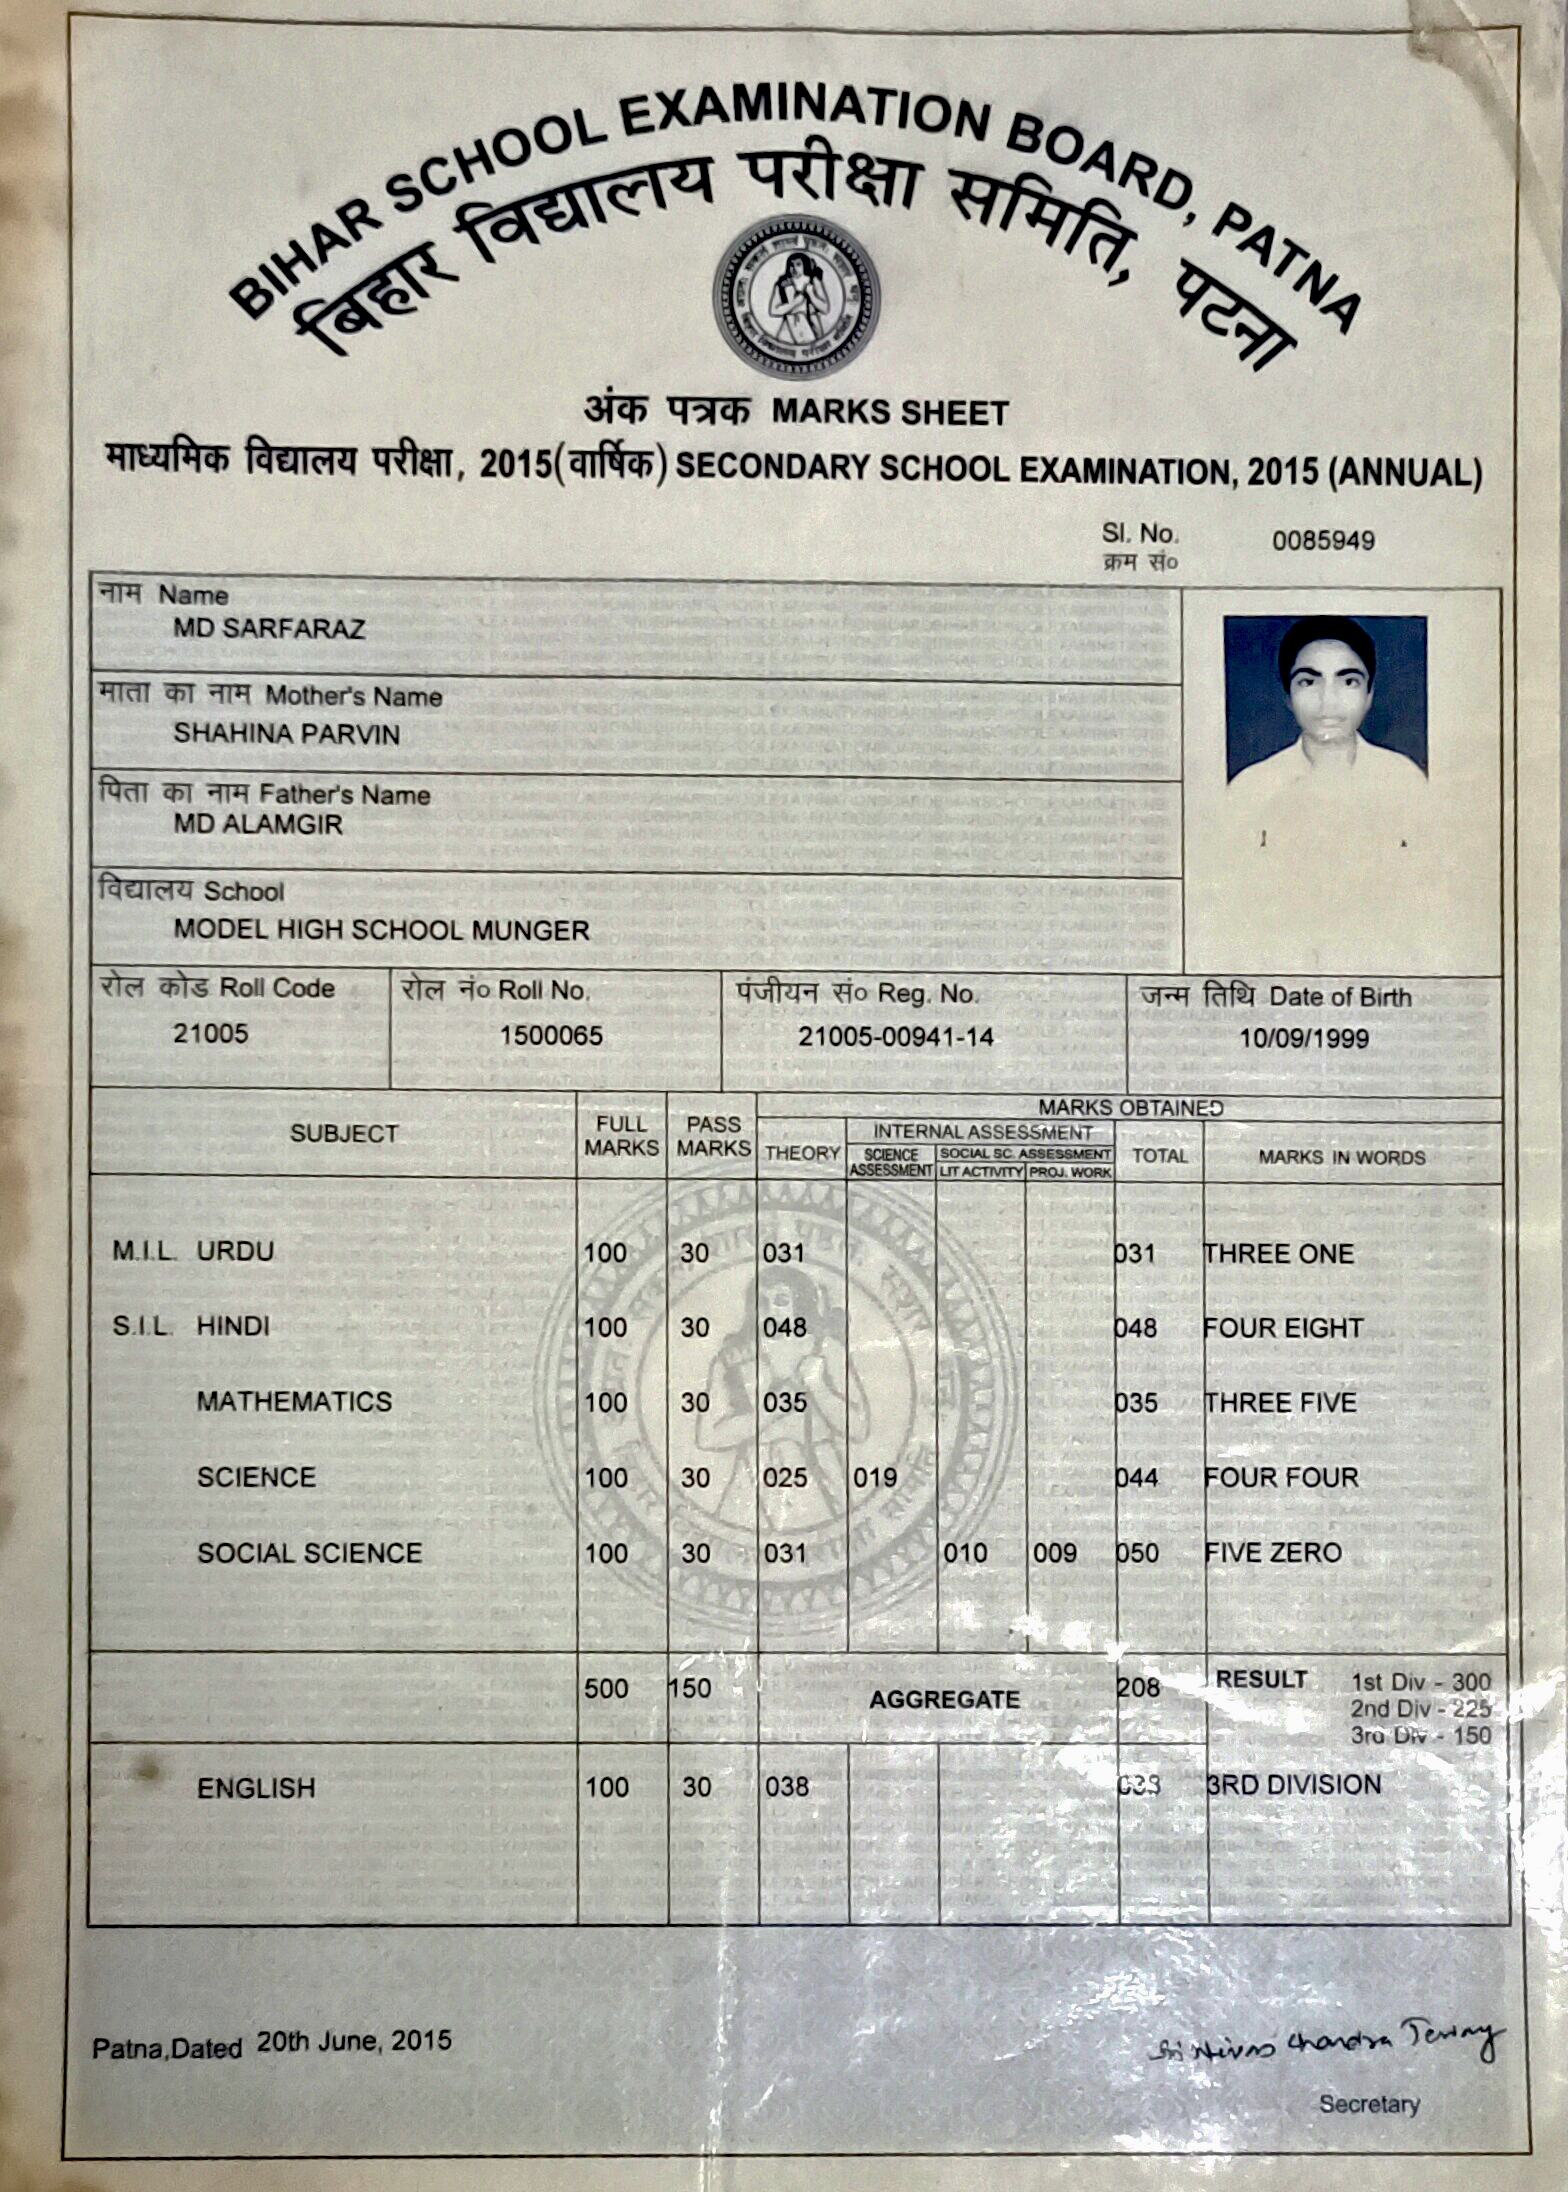 BIHAR SCHOOL EXAMINATION BOARD, PATNA
बिहार विद्यालय परीक्षा समिति, पटना
अंक पत्रक MARKS SHEET
माध्यमिक विद्यालय परीक्षा, 2015(वार्षिक) SECONDARY SCHOOL EXAMINATION, 2015 (ANNUAL)
Sl. No. 0085949
क्रम सं०
नाम Name
MD SARFARAZ
माता का नाम Mother's Name
SHAHINA PARVIN
पिता का नाम Father's Name
MD ALAMGIR
विद्यालय School
MODEL HIGH SCHOOL MUNGER
रोल कोड Roll Code रोल नं० Roll No. पंजीयन सं० Reg. No. जन्म तिथि Date of Birth
21005 1500065 21005-00941-14 10/09/1999
MARKS OBTAINED
SUBJECT FULL MARKS PASS MARKS THEORY INTERNAL ASSESSMENT TOTAL MARKS IN WORDS
SCIENCE ASSESSMENT SOCIAL SC. ASSESSMENT
LIT ACTIVITY PROJ. WORK
M.I.L. URDU 100 30 031 031 THREE ONE
S.I.L. HINDI 100 30 048 048 FOUR EIGHT
MATHEMATICS 100 30 035 035 THREE FIVE
SCIENCE 100 30 025 019 044 FOUR FOUR
SOCIAL SCIENCE 100 30 031 010 009 050 FIVE ZERO
500 150 AGGREGATE 208 RESULT 1st Div - 300
2nd Div - 225
3rd Div - 150
ENGLISH 100 30 038 038 3RD DIVISION
Patna,Dated 20th June, 2015
Chandra
Secretary